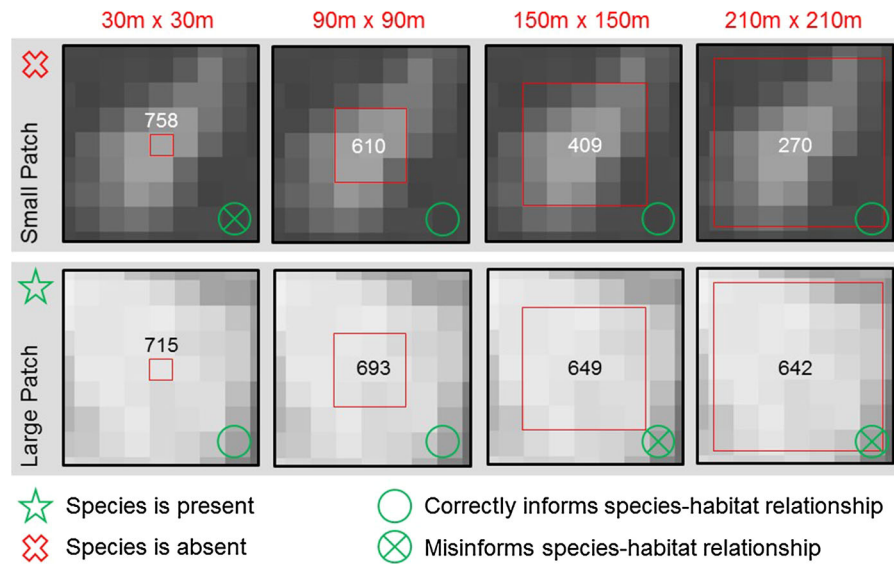 30m x 30m 90m x 90m 150m x 150m 210m x 210m
Small Patch
758 610 409 270
Large Patch
715 693 649 642
Species is present
Correctly informs species-habitat relationship
Species is absent
Misinforms species-habitat relationship